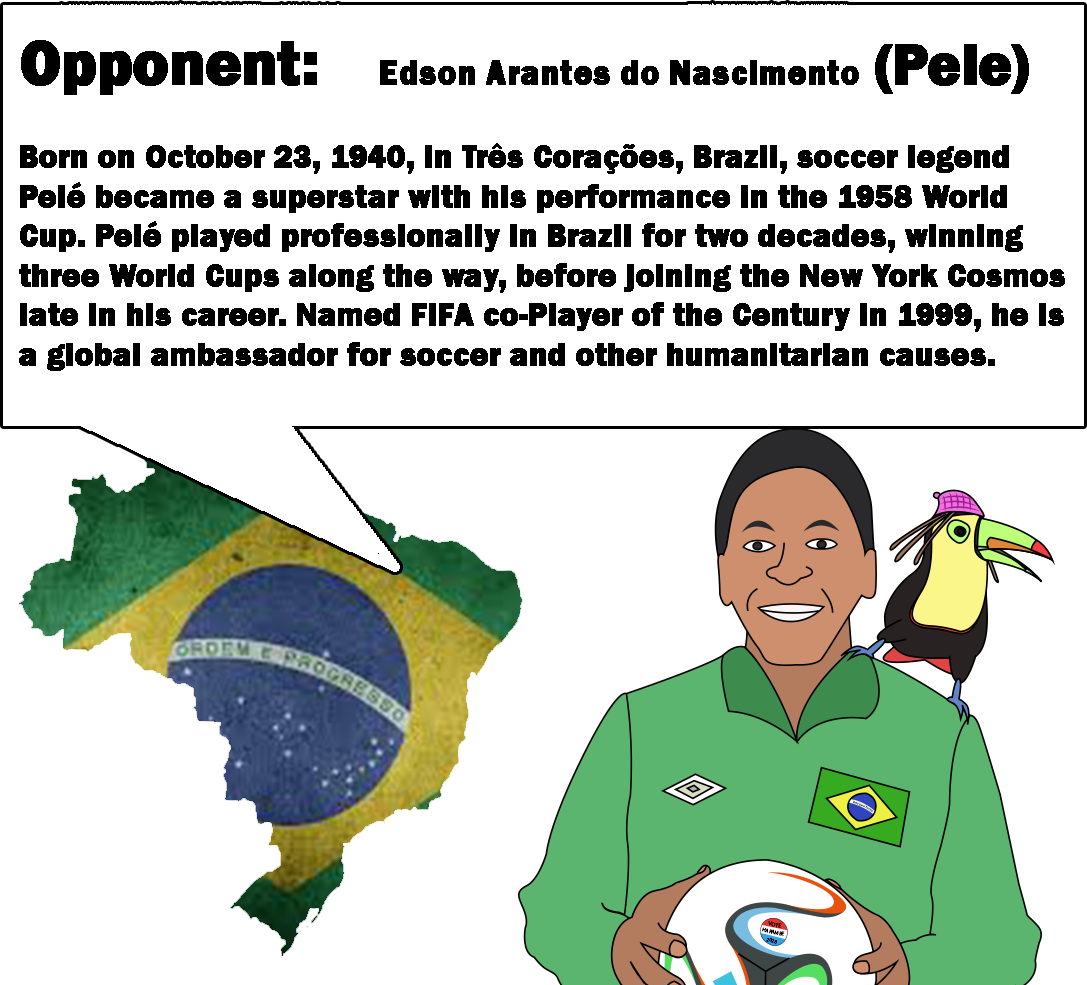 Opponent: Edson Arantes do Nascimento (Pele)
Born on October 23, 1940, in Três Corações, Brazil, soccer legend
Pelé became a superstar with his performance in the 1958 World
Cup. Pelé played professionally in Brazil for two decades, winning
three World Cups along the way, before joining the New York Cosmos
late in his career. Named FIFA co-Player of the Century in 1999, he is
a global ambassador for soccer and other humanitarian causes.
ORDEM E PROGRESSO
VOTE